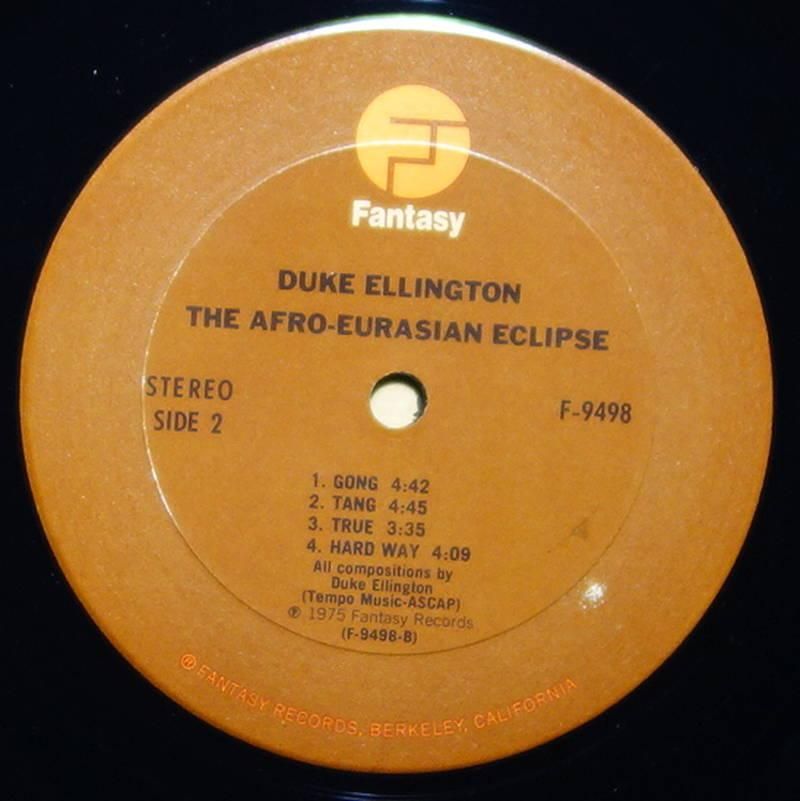 Fantasy
DUKE ELLINGTON
THE AFRO-EURASIAN ECLIPSE
STEREO
SIDE 2
F-9498
1. GONG 4:42
2. TANG 4:45
3. TRUE 3:35
4. HARD WAY 4:09
All compositions by
Duke Ellington
(Tempo Music-ASCAP)
℗ 1975 Fantasy Records
(F-9498-B)
® FANTASY RECORDS, BERKELEY, CALIFORNIA